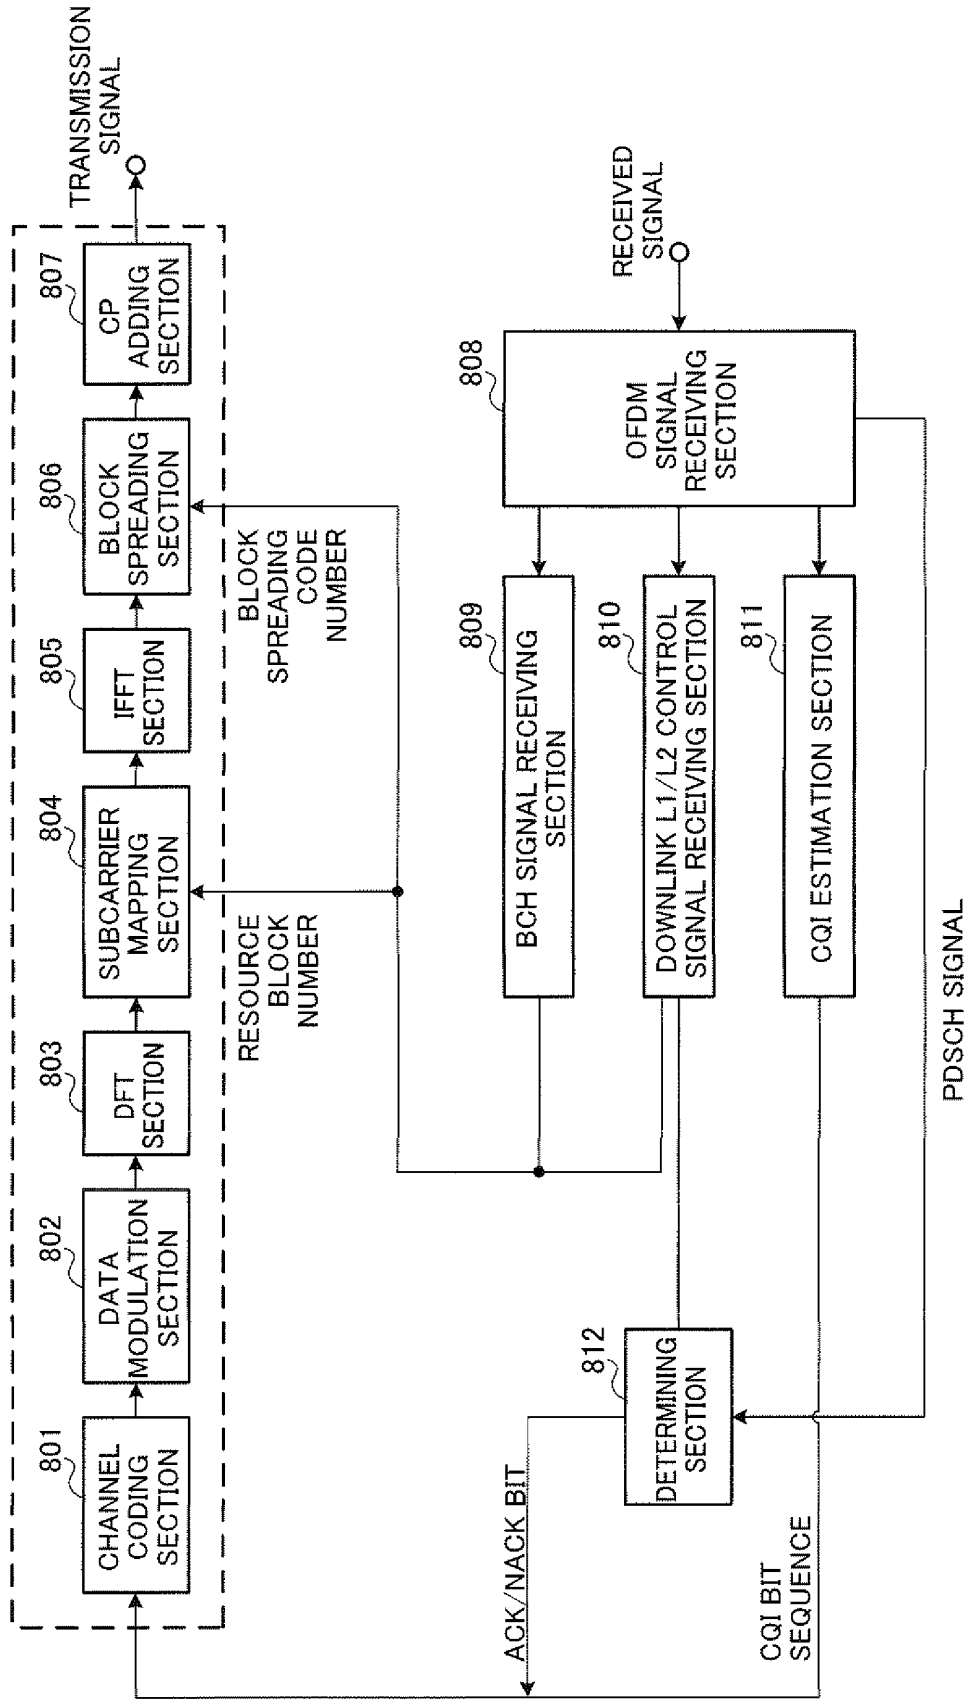 801
CHANNEL
CODING
SECTION
802
DATA
MODULATION
SECTION
803
DFT
SECTION
804
SUBCARRIER
MAPPING
SECTION
805
IFFT
SECTION
806
BLOCK
SPREADING
SECTION
807
CP
ADDING
SECTION
TRANSMISSION
SIGNAL
RESOURCE
BLOCK
NUMBER
BLOCK
SPREADING
CODE
NUMBER
809
BCH SIGNAL RECEIVING
SECTION
808
OFDM
SIGNAL
RECEIVING
SECTION
RECEIVED
SIGNAL
ACK/NACK BIT
812
DETERMINING
SECTION
810
DOWNLINK L1/L2 CONTROL
SIGNAL RECEIVING SECTION
CQI BIT
SEQUENCE
811
CQI ESTIMATION SECTION
PDSCH SIGNAL